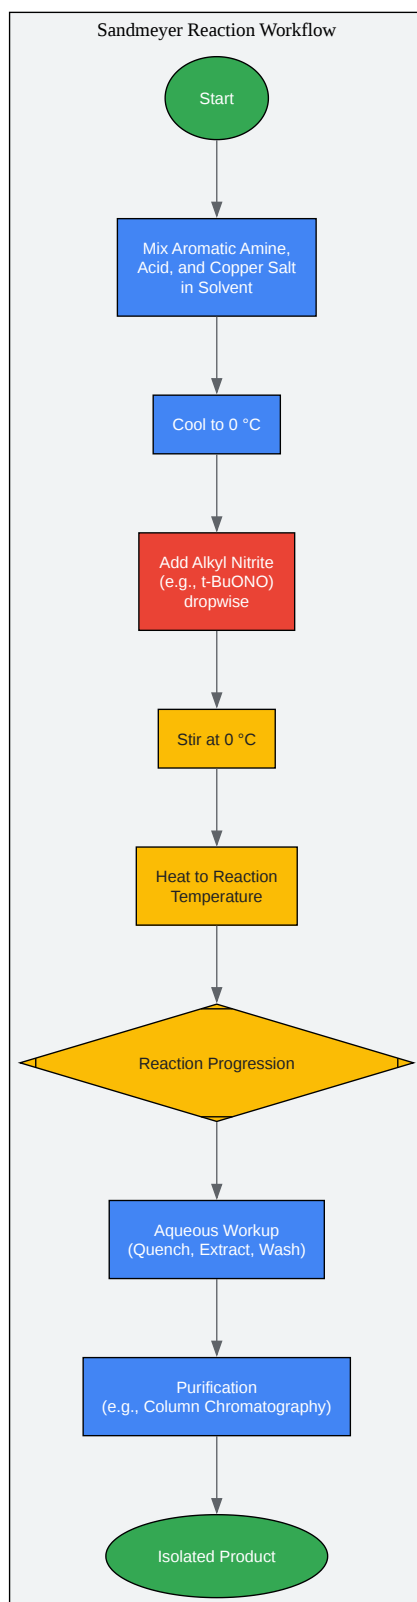 Sandmeyer Reaction Workflow
Start
Mix Aromatic Amine,
Acid, and Copper Salt
in Solvent
Cool to 0 °C
Add Alkyl Nitrite
(e.g., t-BuONO)
dropwise
Stir at 0 °C
Heat to Reaction
Temperature
Reaction Progression
Aqueous Workup
(Quench, Extract, Wash)
Purification
(e.g., Column Chromatography)
Isolated Product